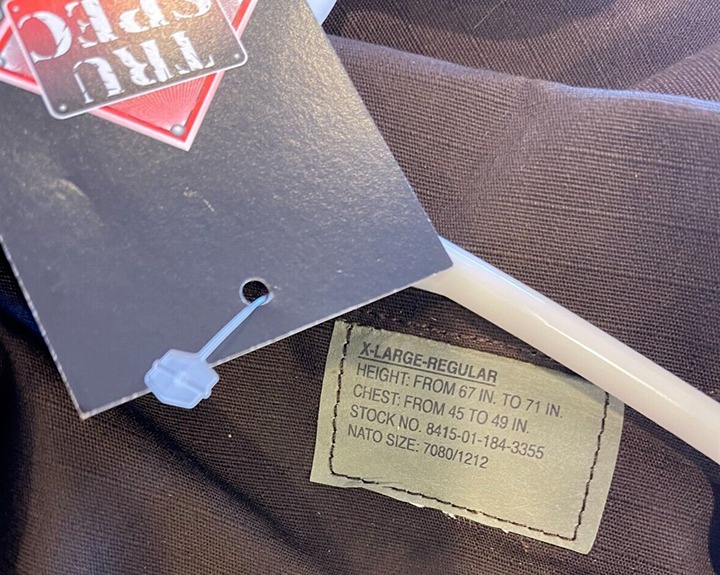 TRU
SPEC
X-LARGE-REGULAR
HEIGHT: FROM 67 IN. TO 71 IN.
CHEST: FROM 45 TO 49 IN.
STOCK NO. 8415-01-184-3355
NATO SIZE: 7080/1212